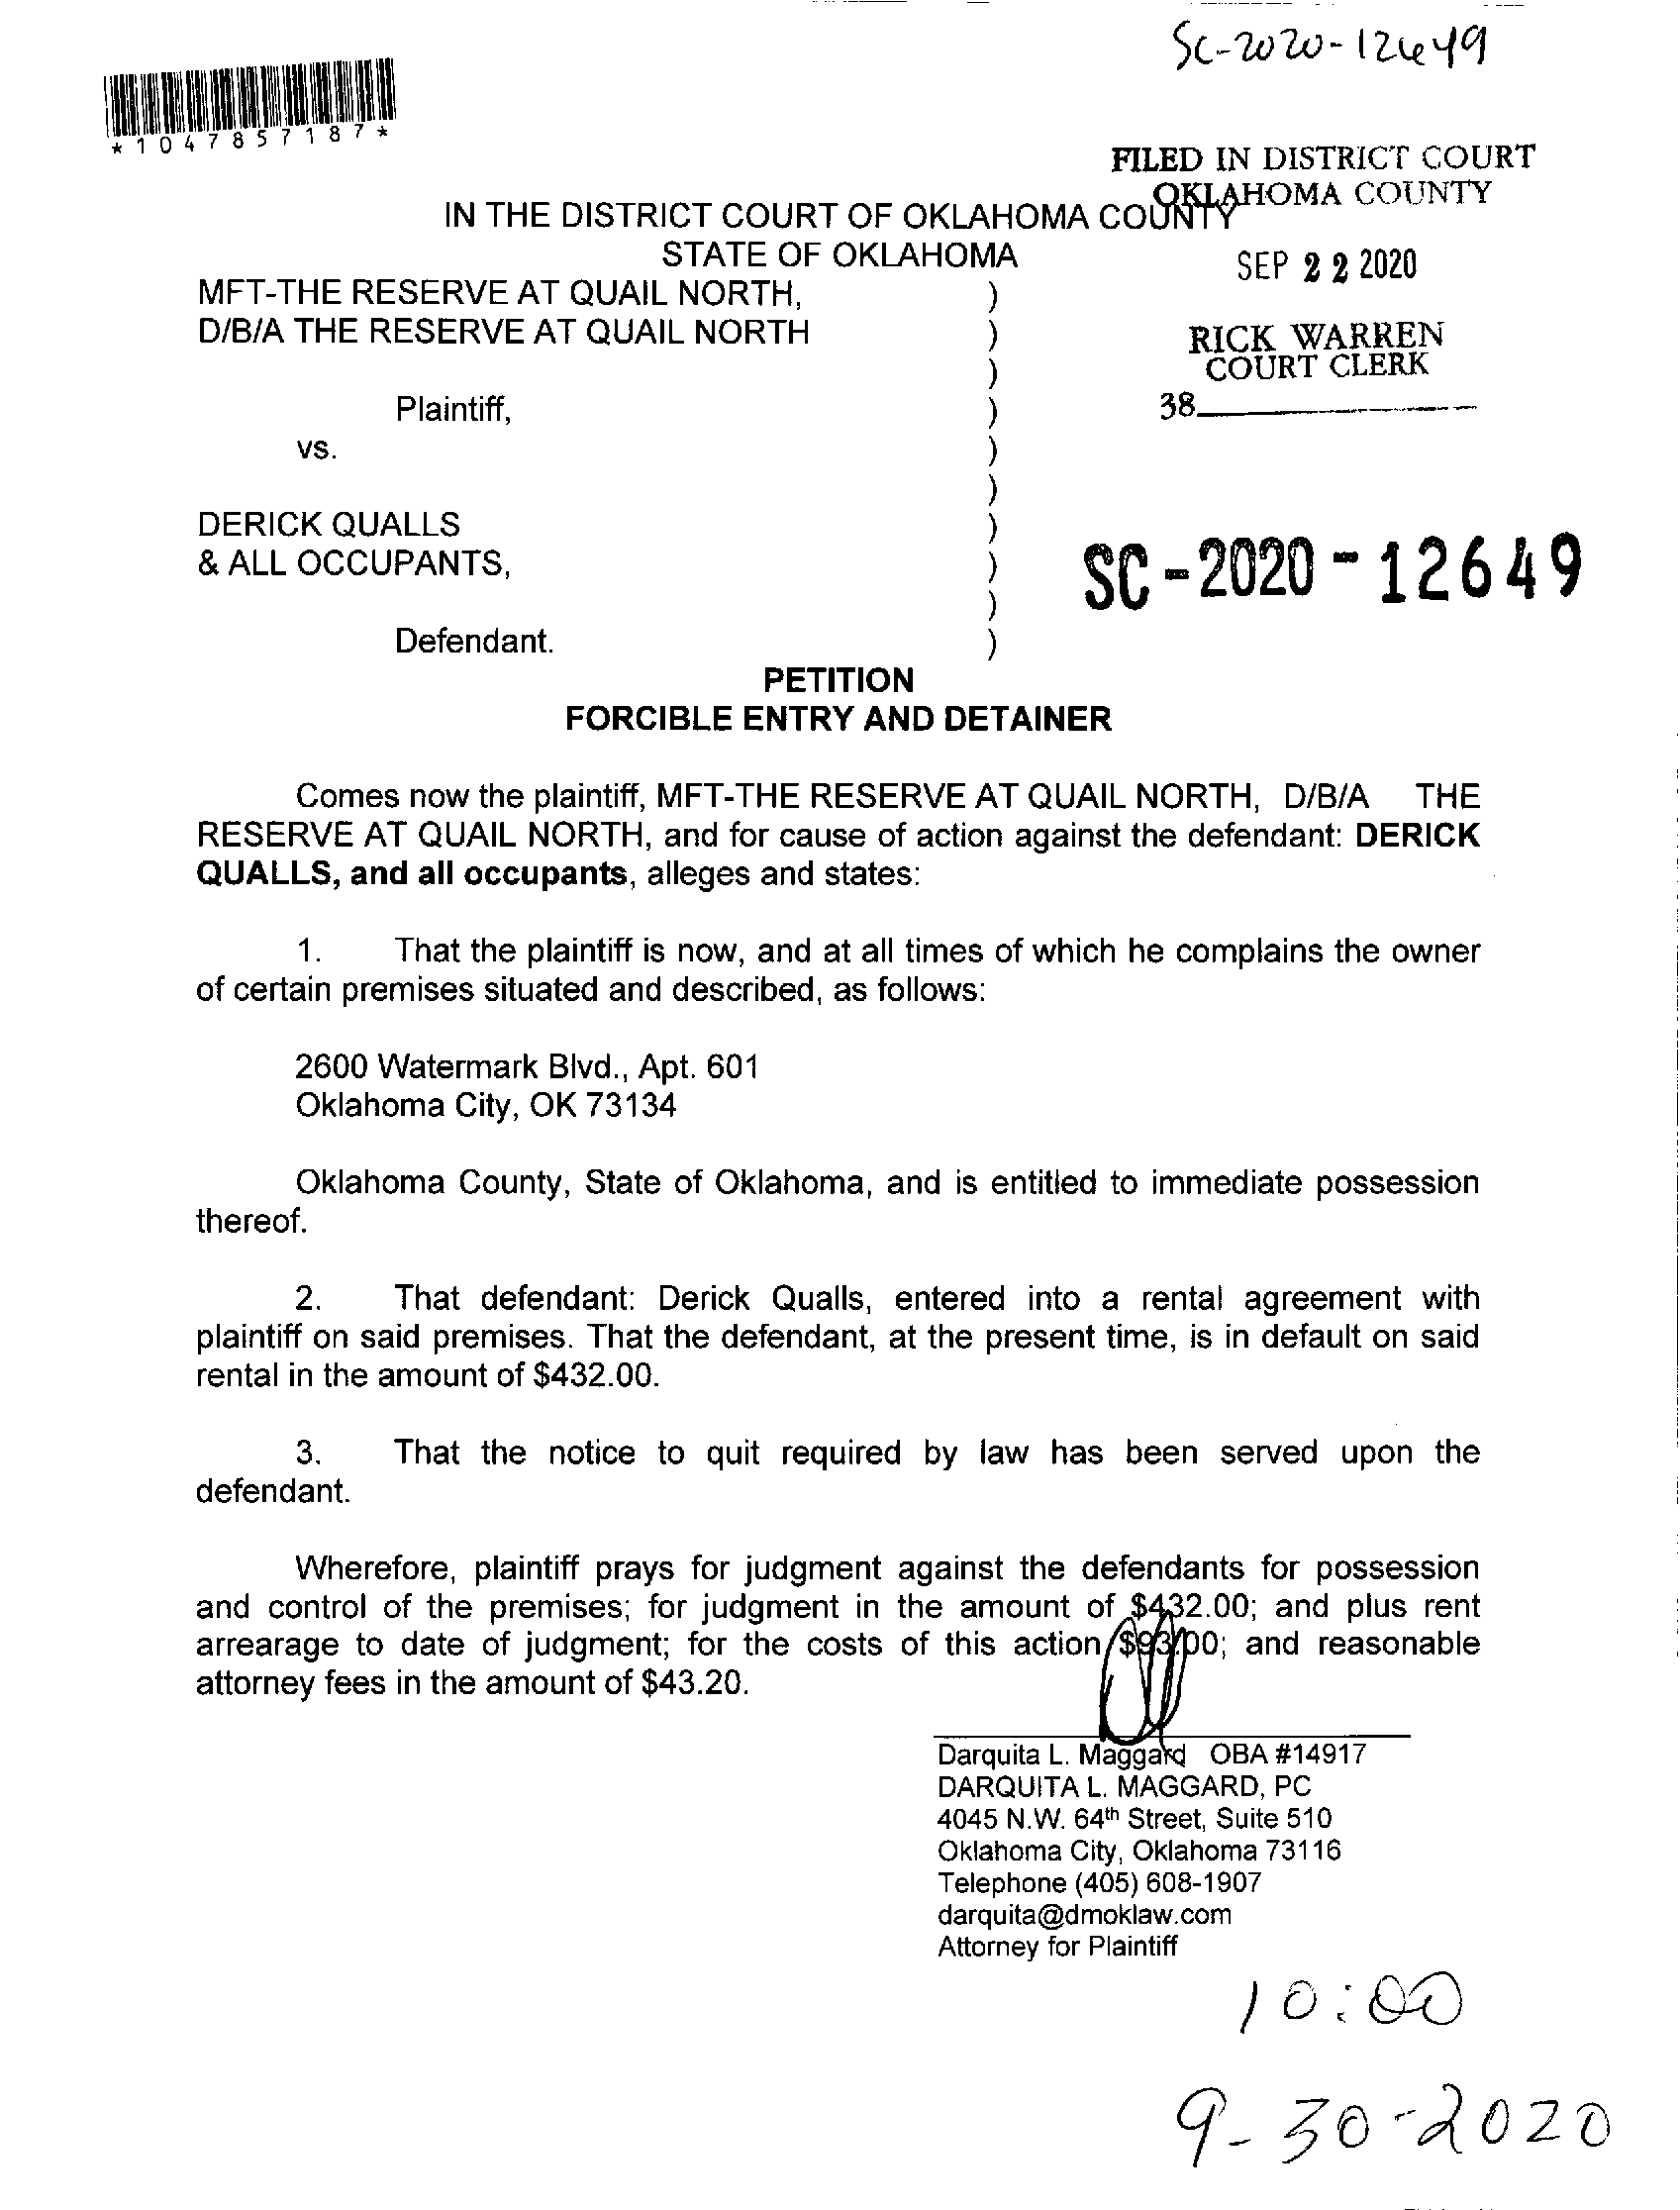 SC-2020-12649
*1047857187*
FILED IN DISTRICT COURT
OKLAHOMA COUNTY
IN THE DISTRICT COURT OF OKLAHOMA COUNTY
STATE OF OKLAHOMA
SEP 22 2020
MFT-THE RESERVE AT QUAIL NORTH, )
D/B/A THE RESERVE AT QUAIL NORTH )
RICK WARREN
COURT CLERK
)
Plaintiff, )
38
vs. )
)
DERICK QUALLS )
& ALL OCCUPANTS, )
SC-2020-12649
)
Defendant. )
PETITION
FORCIBLE ENTRY AND DETAINER
Comes now the plaintiff, MFT-THE RESERVE AT QUAIL NORTH, D/B/A THE
RESERVE AT QUAIL NORTH, and for cause of action against the defendant: DERICK
QUALLS, and all occupants, alleges and states:
1. That the plaintiff is now, and at all times of which he complains the owner
of certain premises situated and described, as follows:
2600 Watermark Blvd., Apt. 601
Oklahoma City, OK 73134
Oklahoma County, State of Oklahoma, and is entitled to immediate possession
thereof.
2. That defendant: Derick Qualls, entered into a rental agreement with
plaintiff on said premises. That the defendant, at the present time, is in default on said
rental in the amount of $432.00.
3. That the notice to quit required by law has been served upon the
defendant.
Wherefore, plaintiff prays for judgment against the defendants for possession
and control of the premises; for judgment in the amount of $432.00; and plus rent
arrearage to date of judgment; for the costs of this action $93.00; and reasonable
attorney fees in the amount of $43.20.
Darquita L. Maggard OBA #14917
DARQUITA L. MAGGARD, PC
4045 N.W. 64th Street, Suite 510
Oklahoma City, Oklahoma 73116
Telephone (405) 608-1907
darquita@dmoklaw.com
Attorney for Plaintiff
10:00
9-30-2020